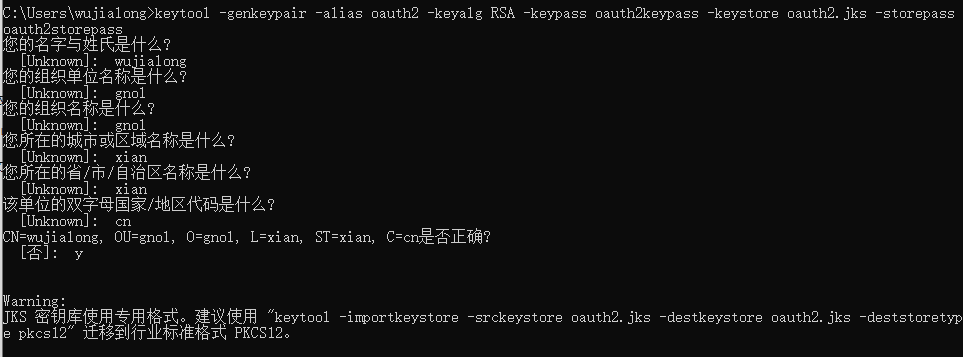 C:\Users\wujialong>keytool -genkeypair -alias oauth2 -keyalg RSA -keypass oauth2keypass -keystore oauth2.jks -storepass
oauth2storepass
您的名字与姓氏是什么?
  [Unknown]:  wujialong
您的组织单位名称是什么?
  [Unknown]:  gnol
您的组织名称是什么?
  [Unknown]:  gnol
您所在的城市或区域名称是什么?
  [Unknown]:  xian
您所在的省/市/自治区名称是什么?
  [Unknown]:  xian
该单位的双字母国家/地区代码是什么?
  [Unknown]:  cn
CN=wujialong, OU=gnol, O=gnol, L=xian, ST=xian, C=cn是否正确?
  [否]:  y
Warning:
JKS 密钥库使用专用格式。建议使用 "keytool -importkeystore -srckeystore oauth2.jks -destkeystore oauth2.jks -deststoretyp
e pkcs12" 迁移到行业标准格式 PKCS12。